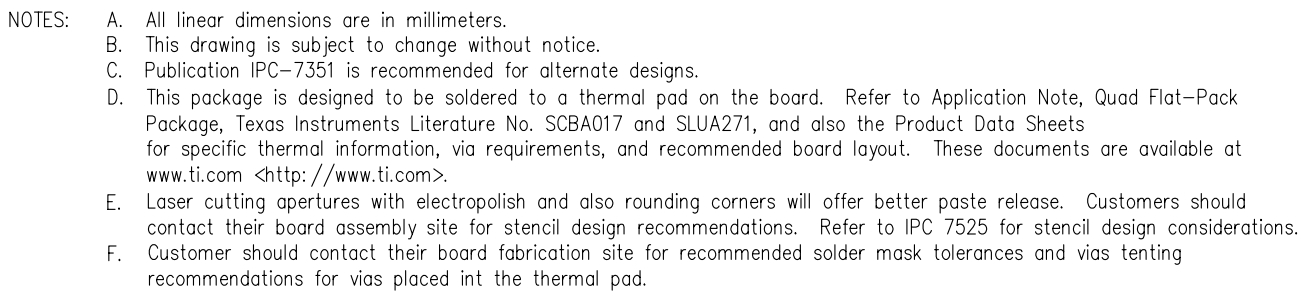 NOTES: A. All linear dimensions are in millimeters.
B. This drawing is subject to change without notice.
C. Publication IPC-7351 is recommended for alternate designs.
D. This package is designed to be soldered to a thermal pad on the board. Refer to Application Note, Quad Flat-Pack
Package, Texas Instruments Literature No. SCBA017 and SLUA271, and also the Product Data Sheets
for specific thermal information, via requirements, and recommended board layout. These documents are available at
www.ti.com <http://www.ti.com>.
E. Laser cutting apertures with electropolish and also rounding corners will offer better paste release. Customers should
contact their board assembly site for stencil design recommendations. Refer to IPC 7525 for stencil design considerations.
F. Customer should contact their board fabrication site for recommended solder mask tolerances and vias tenting
recommendations for vias placed int the thermal pad.